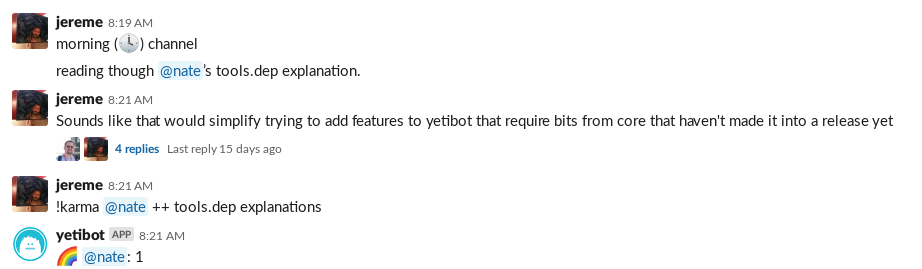 jereme 8:19 AM
morning (🕓) channel
reading though @nate's tools.dep explanation.
jereme 8:21 AM
Sounds like that would simplify trying to add features to yetibot that require bits from core that haven't made it into a release yet
4 replies Last reply 15 days ago
jereme 8:21 AM
!karma @nate ++ tools.dep explanations
yetibot APP 8:21 AM
🌈 @nate: 1